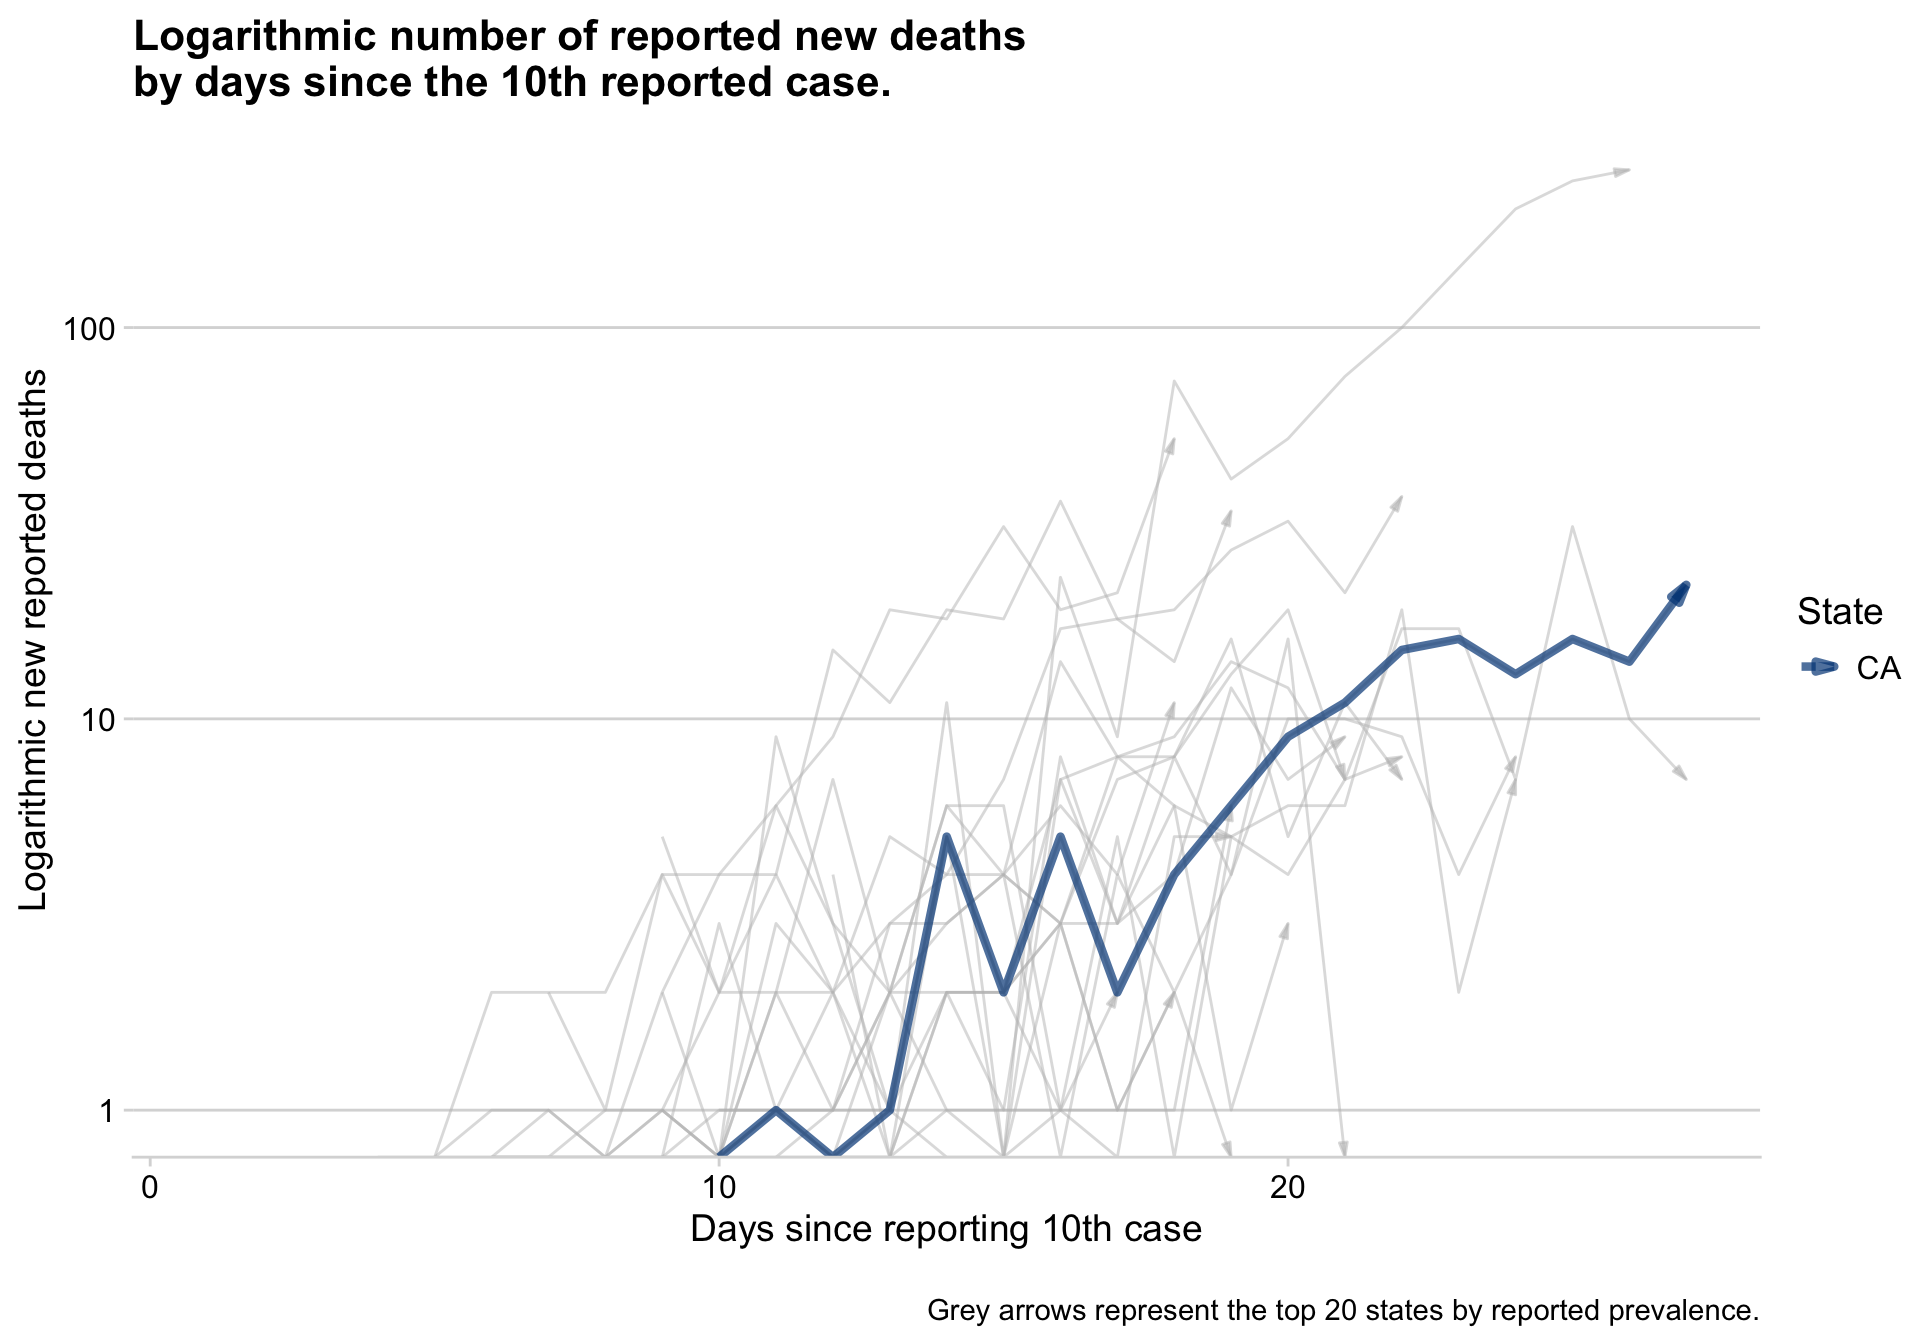 Logarithmic number of reported new deaths
by days since the 10th reported case.
Logarithmic new reported deaths
100
10
1
0
10
20
Days since reporting 10th case
State
CA
Grey arrows represent the top 20 states by reported prevalence.